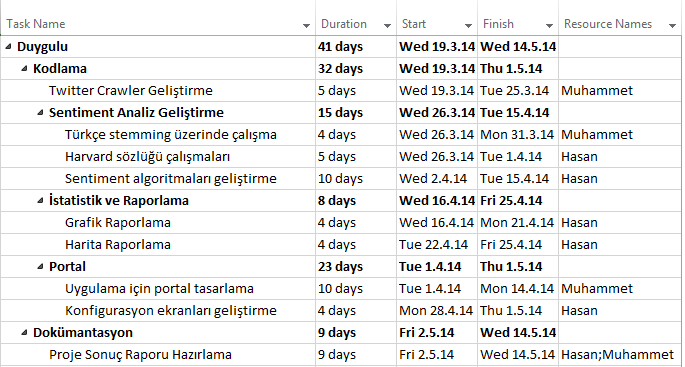 Task Name Duration Start Finish Resource Names
Duygulu 41 days Wed 19.3.14 Wed 14.5.14
Kodlama 32 days Wed 19.3.14 Thu 1.5.14
Twitter Crawler Geliştirme 5 days Wed 19.3.14 Tue 25.3.14 Muhammet
Sentiment Analiz Geliştirme 15 days Wed 26.3.14 Tue 15.4.14
Türkçe stemming üzerinde çalışma 4 days Wed 26.3.14 Mon 31.3.14 Muhammet
Harvard sözlüğü çalışmaları 5 days Wed 26.3.14 Tue 1.4.14 Hasan
Sentiment algoritmaları geliştirme 10 days Wed 2.4.14 Tue 15.4.14 Hasan
İstatistik ve Raporlama 8 days Wed 16.4.14 Fri 25.4.14
Grafik Raporlama 4 days Wed 16.4.14 Mon 21.4.14 Hasan
Harita Raporlama 4 days Tue 22.4.14 Fri 25.4.14 Hasan
Portal 23 days Tue 1.4.14 Thu 1.5.14
Uygulama için portal tasarlama 10 days Tue 1.4.14 Mon 14.4.14 Muhammet
Konfigurasyon ekranları geliştirme 4 days Mon 28.4.14 Thu 1.5.14 Hasan
Dokümantasyon 9 days Fri 2.5.14 Wed 14.5.14
Proje Sonuç Raporu Hazırlama 9 days Fri 2.5.14 Wed 14.5.14 Hasan;Muhammet